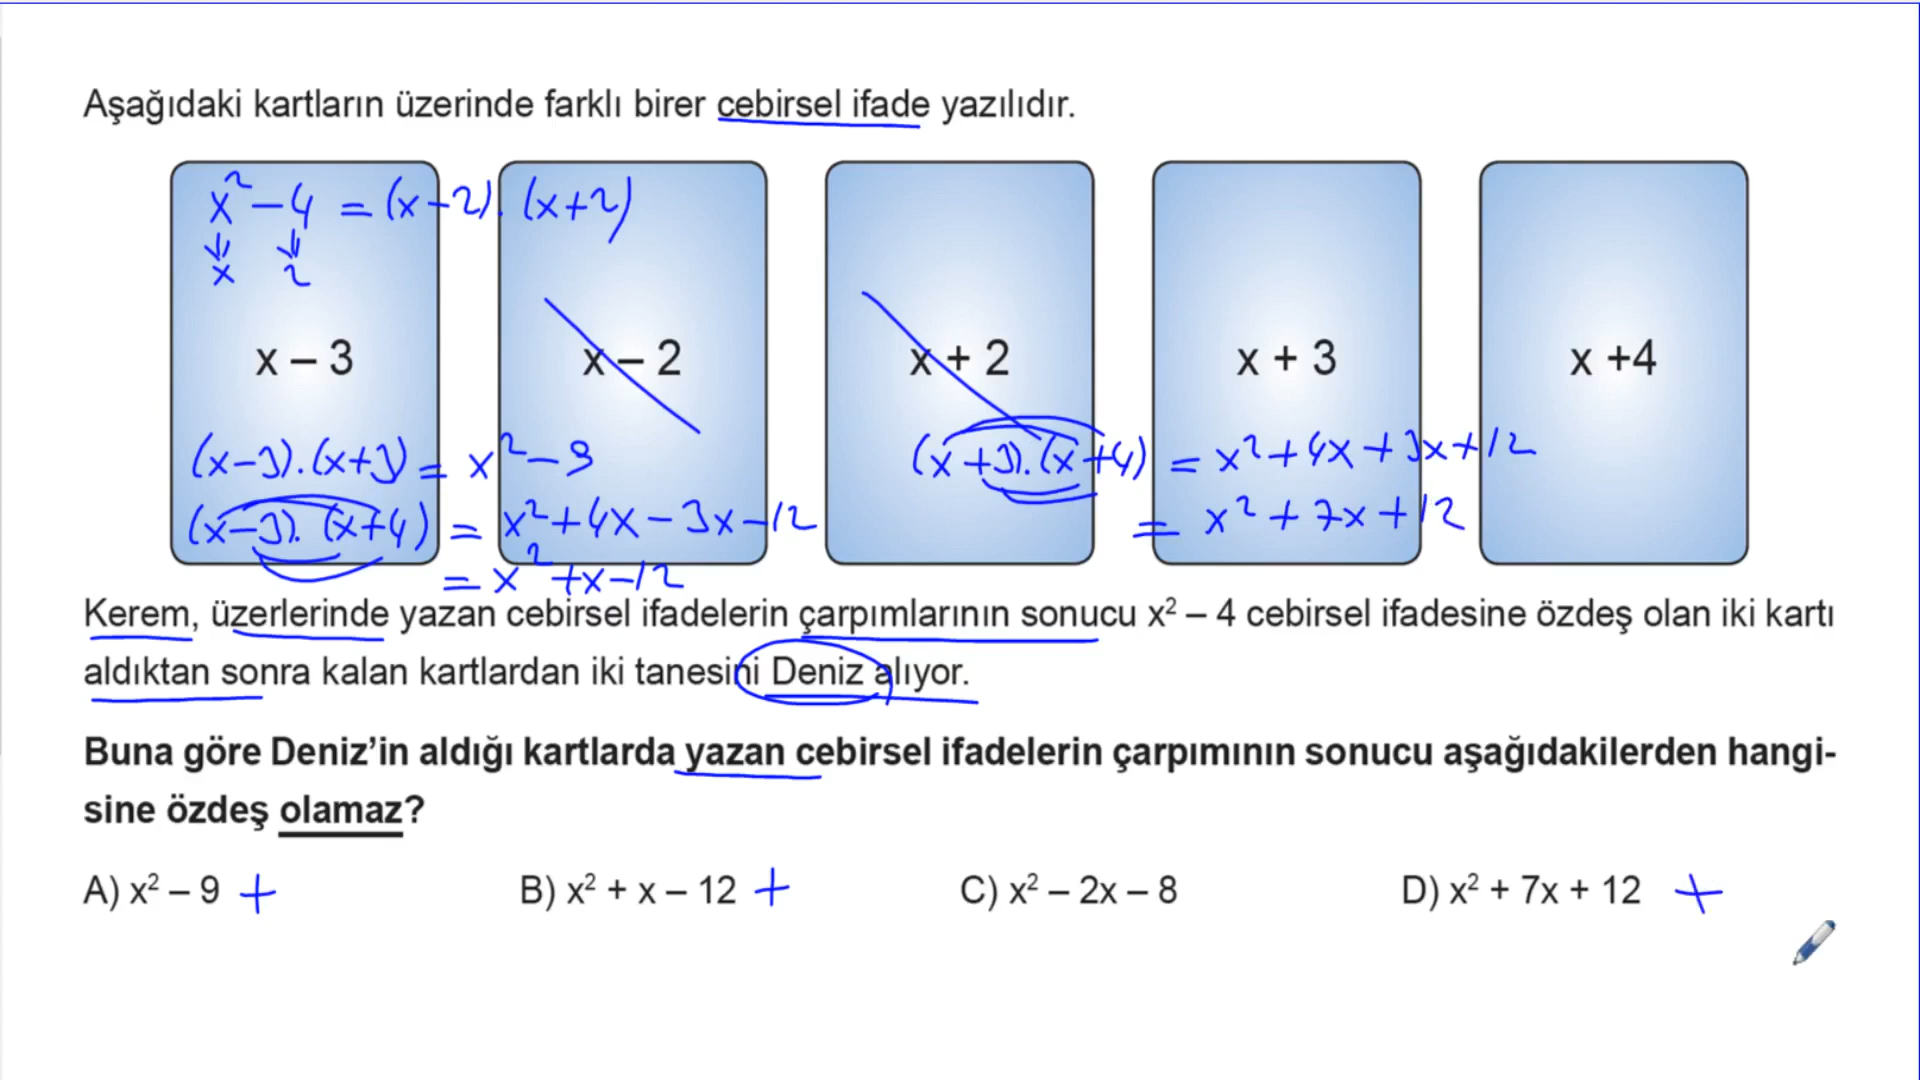 Aşağıdaki kartların üzerinde farklı birer cebirsel ifade yazılıdır.
x² – 4 = (x – 2) . (x + 2)
x 2
x – 3 x – 2 x + 2 x + 3 x +4
(x–3).(x+3) = x² – 9 (x+3).(x+4) = x² + 4x + 3x + 12
(x–3).(x+4) = x² + 4x – 3x – 12 = x² + 7x + 12
= x² + x – 12
Kerem, üzerlerinde yazan cebirsel ifadelerin çarpımlarının sonucu x² – 4 cebirsel ifadesine özdeş olan iki kartı
aldıktan sonra kalan kartlardan iki tanesini Deniz alıyor.
Buna göre Deniz’in aldığı kartlarda yazan cebirsel ifadelerin çarpımının sonucu aşağıdakilerden hangi-
sine özdeş olamaz?
A) x² – 9 + B) x² + x – 12 + C) x² – 2x – 8 D) x² + 7x + 12 +